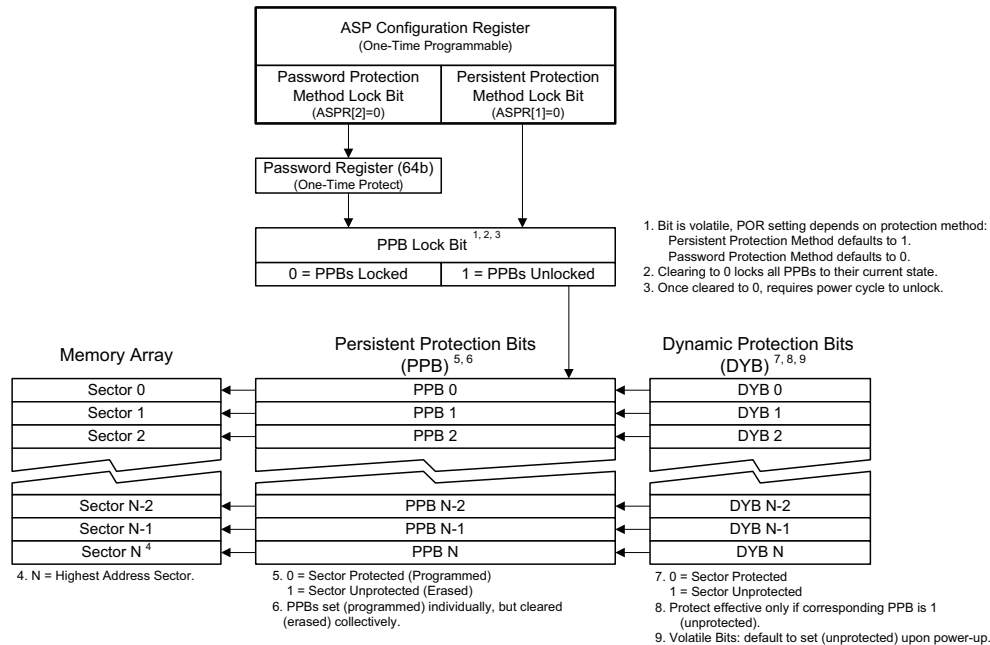 ASP Configuration Register
(One-Time Programmable)
Password Protection
Method Lock Bit
(ASPR[2]=0)
Persistent Protection
Method Lock Bit
(ASPR[1]=0)
Password Register (64b)
(One-Time Protect)
PPB Lock Bit 1, 2, 3
0 = PPBs Locked
1 = PPBs Unlocked
1. Bit is volatile, POR setting depends on protection method:
Persistent Protection Method defaults to 1.
Password Protection Method defaults to 0.
2. Clearing to 0 locks all PPBs to their current state.
3. Once cleared to 0, requires power cycle to unlock.
Memory Array
Sector 0
Sector 1
Sector 2
Sector N-2
Sector N-1
Sector N 4
4. N = Highest Address Sector.
Persistent Protection Bits
(PPB) 5, 6
PPB 0
PPB 1
PPB 2
PPB N-2
PPB N-1
PPB N
5. 0 = Sector Protected (Programmed)
1 = Sector Unprotected (Erased)
6. PPBs set (programmed) individually, but cleared
(erased) collectively.
Dynamic Protection Bits
(DYB) 7, 8, 9
DYB 0
DYB 1
DYB 2
DYB N-2
DYB N-1
DYB N
7. 0 = Sector Protected
1 = Sector Unprotected
8. Protect effective only if corresponding PPB is 1
(unprotected).
9. Volatile Bits: default to set (unprotected) upon power-up.